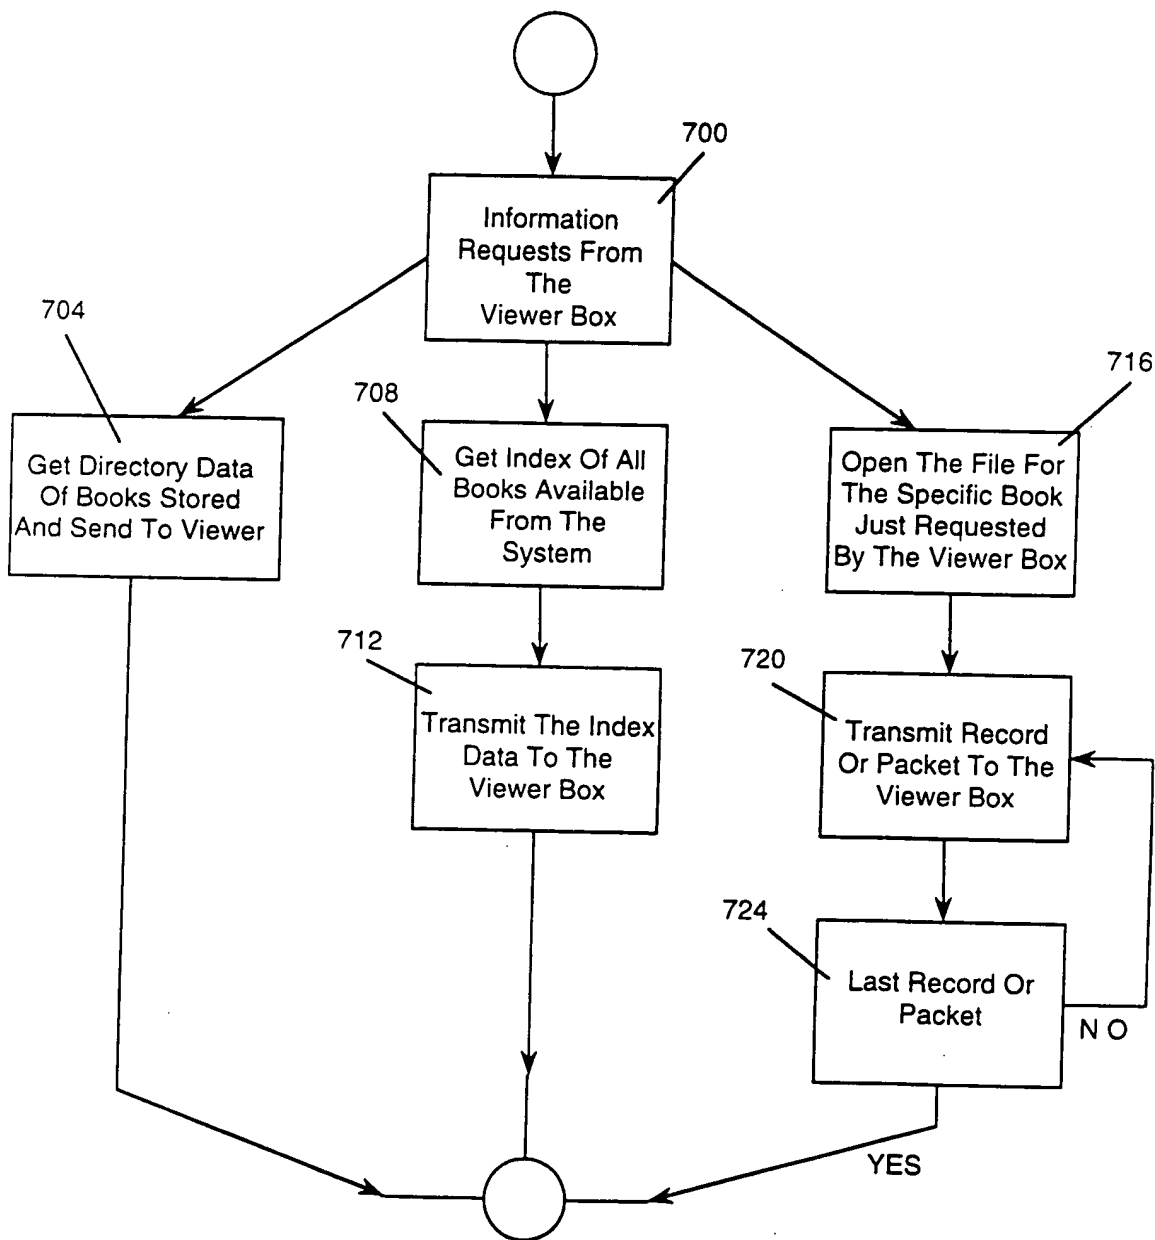 700
Information
Requests From
The
Viewer Box
704
Get Directory Data
Of Books Stored
And Send To Viewer
708
Get Index Of All
Books Available
From The
System
716
Open The File For
The Specific Book
Just Requested
By The Viewer Box
712
Transmit The Index
Data To The
Viewer Box
720
Transmit Record
Or Packet To The
Viewer Box
724
Last Record Or
Packet
N O
YES